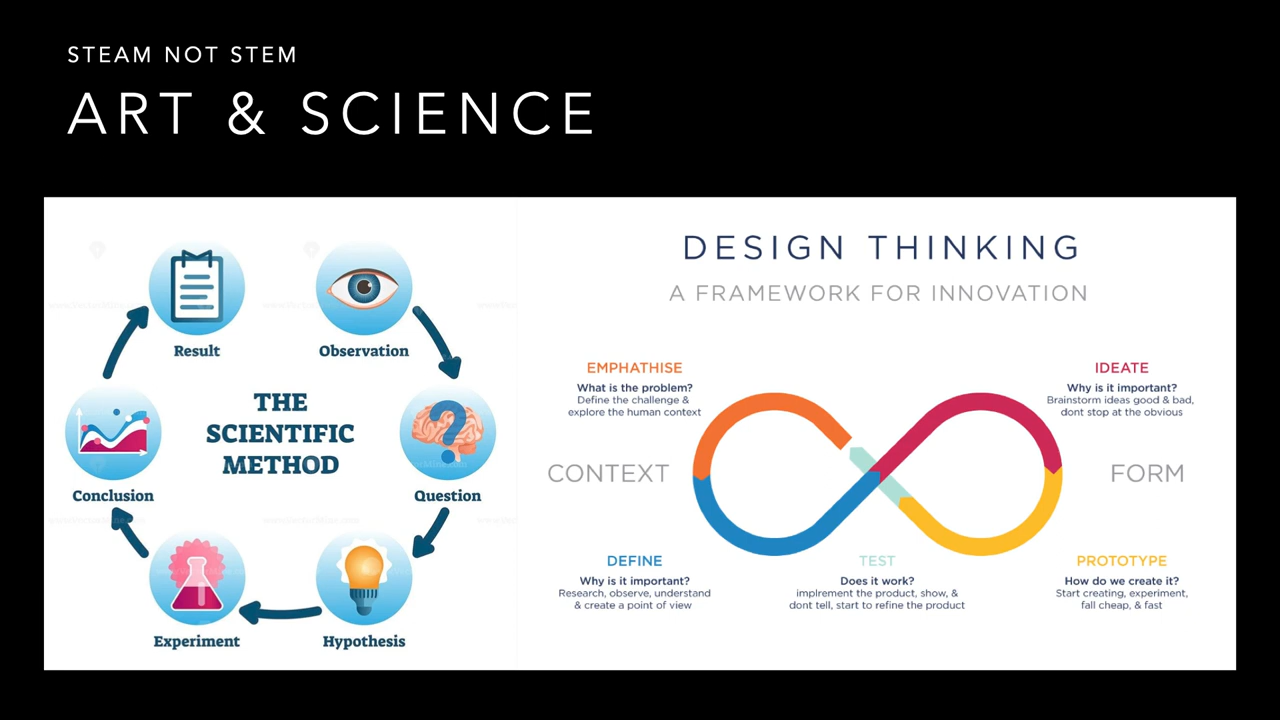 STEAM NOT STEM
ART & SCIENCE
Result
Observation
THE
SCIENTIFIC
METHOD
Conclusion
Question
Experiment
Hypothesis
DESIGN THINKING
A FRAMEWORK FOR INNOVATION
EMPHATHISE
What is the problem?
Define the challenge &
explore the human context
IDEATE
Why is it important?
Brainstorm ideas good & bad,
dont stop at the obvious
CONTEXT
FORM
DEFINE
Why is it important?
Research, observe, understand
& create a point of view
TEST
Does it work?
implrement the product, show, &
dont tell, start to refine the product
PROTOTYPE
How do we create it?
Start creating, experiment,
fall cheap, & fast